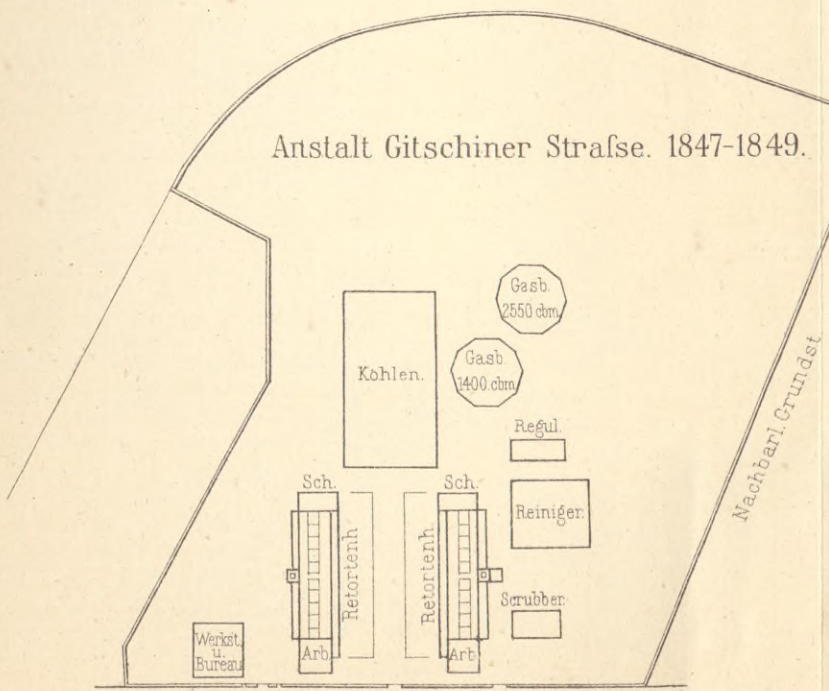 Anstalt Gitschiner Straſse. 1847-1849.
Gasb.
2550 cbm.
Gasb.
1400. cbm.
Kohlen.
Regul.
Nachbarl. Grundst.
Sch.
Sch.
Reiniger.
Retortenh.
Retortenh.
Scrubber.
Werkst.
u.
Bureau
Arb.
Arb.